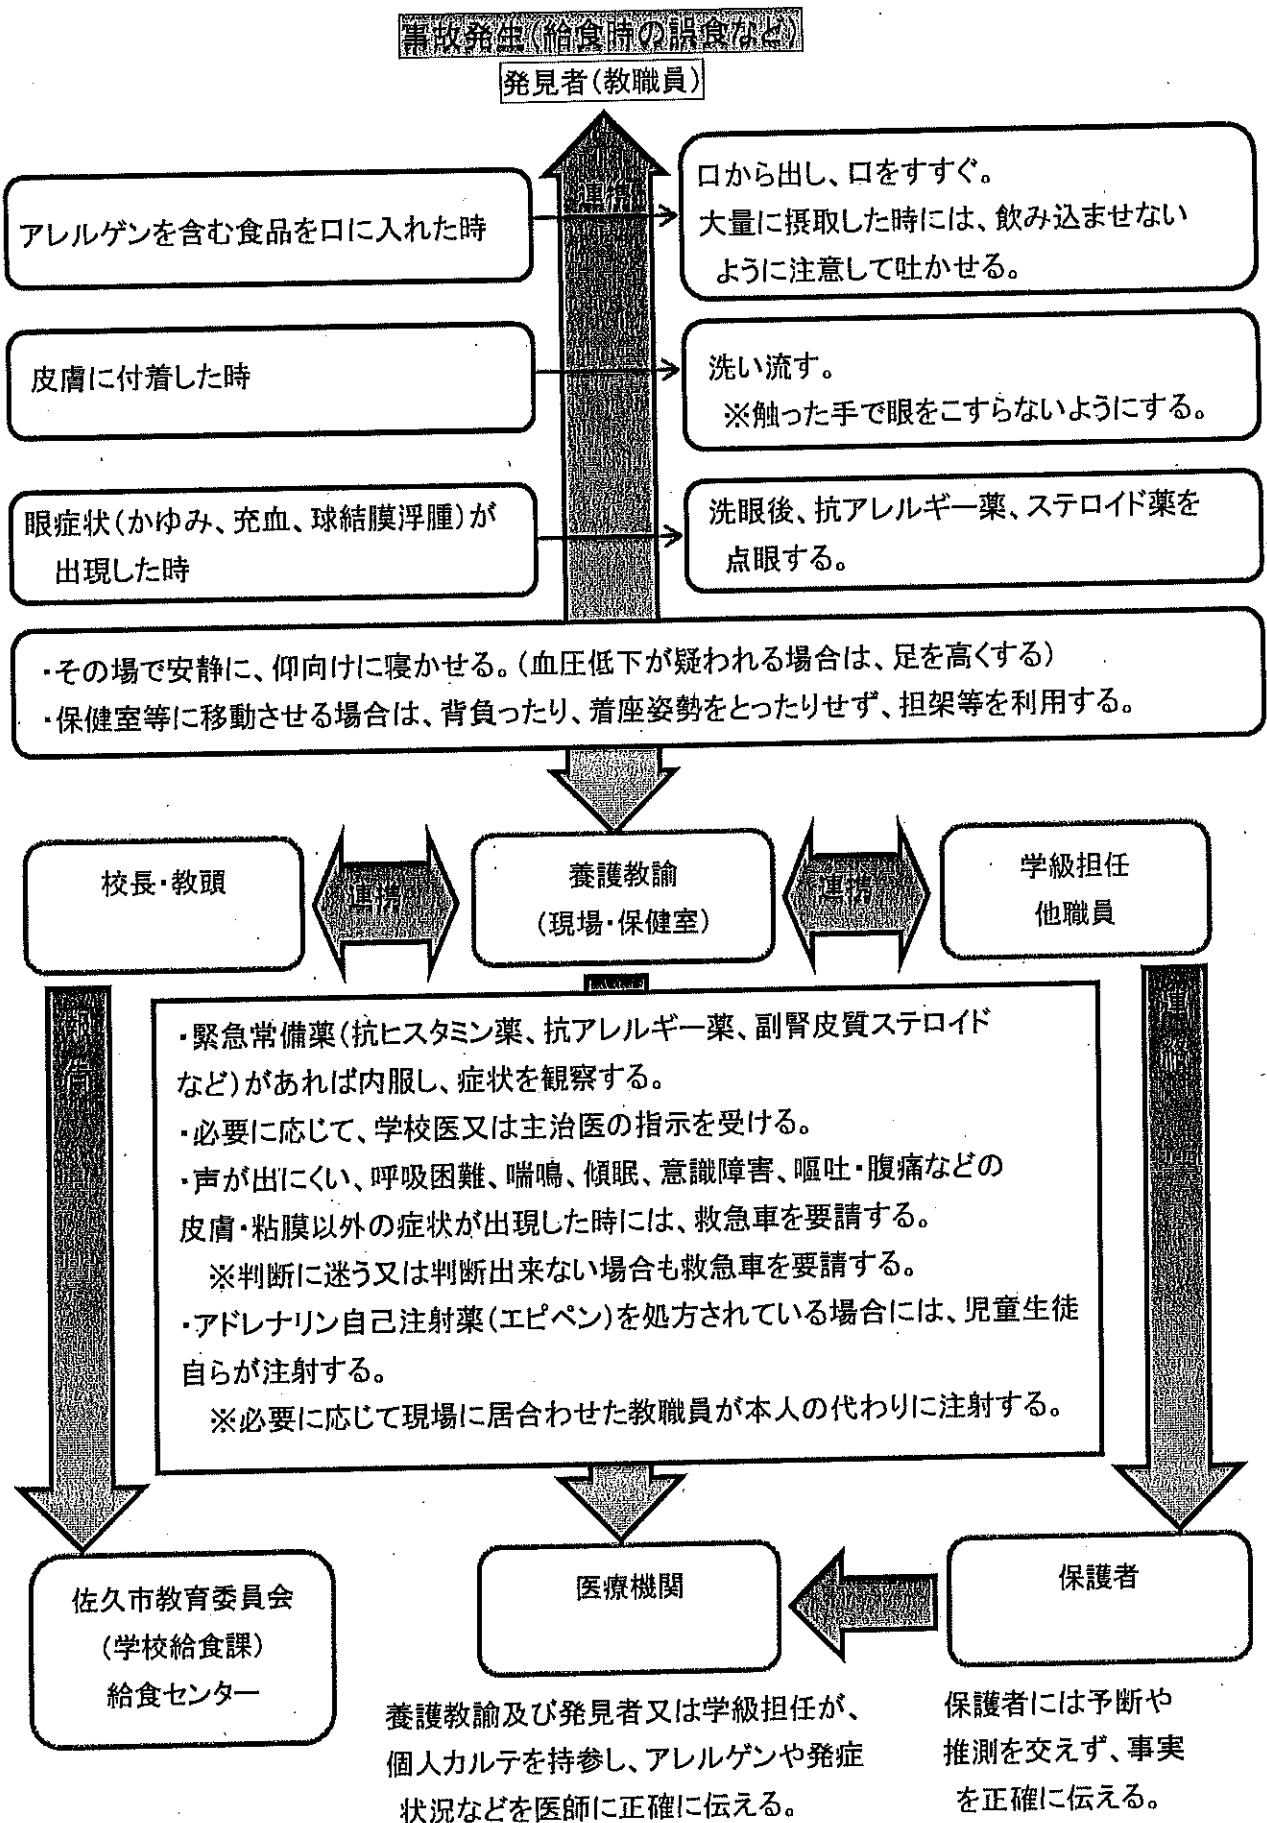 事故発生(給食時の誤食など)
発見者(教職員)
連携
アレルゲンを含む食品を口に入れた時
口から出し、口をすすぐ。
大量に摂取した時には、飲み込ませない
ように注意して吐かせる。
皮膚に付着した時
洗い流す。
※触った手で眼をこすらないようにする。
眼症状(かゆみ、充血、球結膜浮腫)が
出現した時
洗眼後、抗アレルギー薬、ステロイド薬を
点眼する。
・その場で安静に、仰向けに寝かせる。(血圧低下が疑われる場合は、足を高くする)
・保健室等に移動させる場合は、背負ったり、着座姿勢をとったりせず、担架等を利用する。
校長・教頭
連携
養護教諭
(現場・保健室)
連携
学級担任
他職員
報告
・緊急常備薬(抗ヒスタミン薬、抗アレルギー薬、副腎皮質ステロイド
など)があれば内服し、症状を観察する。
・必要に応じて、学校医又は主治医の指示を受ける。
・声が出にくい、呼吸困難、喘鳴、傾眠、意識障害、嘔吐・腹痛などの
皮膚・粘膜以外の症状が出現した時には、救急車を要請する。
※判断に迷う又は判断出来ない場合も救急車を要請する。
・アドレナリン自己注射薬(エピペン)を処方されている場合には、児童生徒
自らが注射する。
※必要に応じて現場に居合わせた教職員が本人の代わりに注射する。
連絡
佐久市教育委員会
(学校給食課)
給食センター
医療機関
保護者
養護教諭及び発見者又は学級担任が、
個人カルテを持参し、アレルゲンや発症
状況などを医師に正確に伝える。
保護者には予断や
推測を交えず、事実
を正確に伝える。